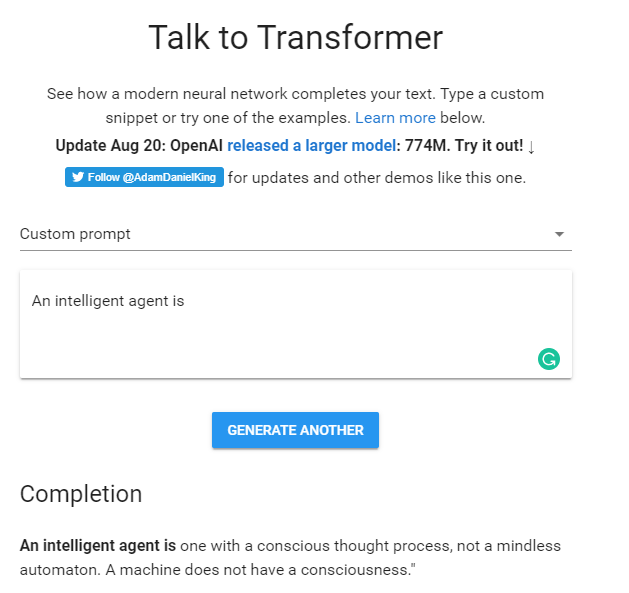 Talk to Transformer
See how a modern neural network completes your text. Type a custom
snippet or try one of the examples. Learn more below.
Update Aug 20: OpenAI released a larger model: 774M. Try it out! ↓
Follow @AdamDanielKing for updates and other demos like this one.
Custom prompt
An intelligent agent is
GENERATE ANOTHER
Completion
An intelligent agent is one with a conscious thought process, not a mindless
automaton. A machine does not have a consciousness."